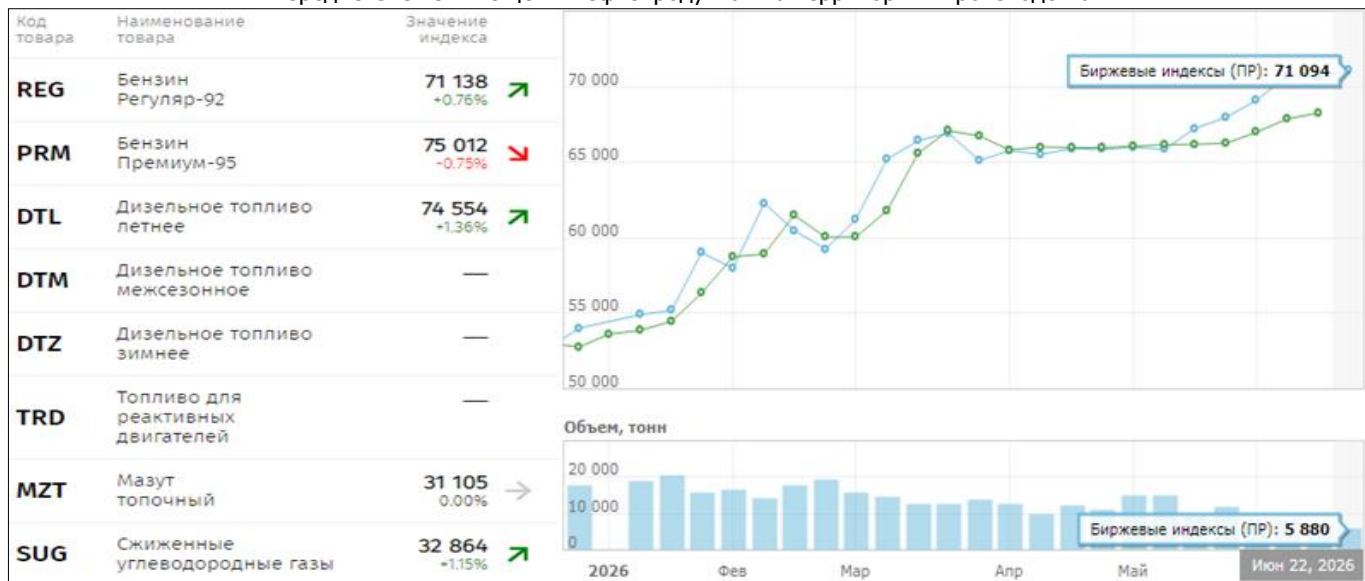 Код
товара
Наименование
товара
Значение
индекса
REG
Бензин
Регуляр-92
71 138
+0.76%
PRM
Бензин
Премиум-95
75 012
-0.75%
DTL
Дизельное топливо
летнее
74 554
+1.36%
DTM
Дизельное топливо
межсезонное
—
DTZ
Дизельное топливо
зимнее
—
TRD
Топливо для
реактивных
двигателей
—
MZT
Мазут
топочный
31 105
0.00%
SUG
Сжиженные
углеводородные газы
32 864
+1.15%
Биржевые индексы (ПР): 71 094
70 000
65 000
60 000
55 000
50 000
Объем, тонн
20 000
10 000
0
Биржевые индексы (ПР): 5 880
2026
Фев
Мар
Апр
Май
Июн 22, 2026